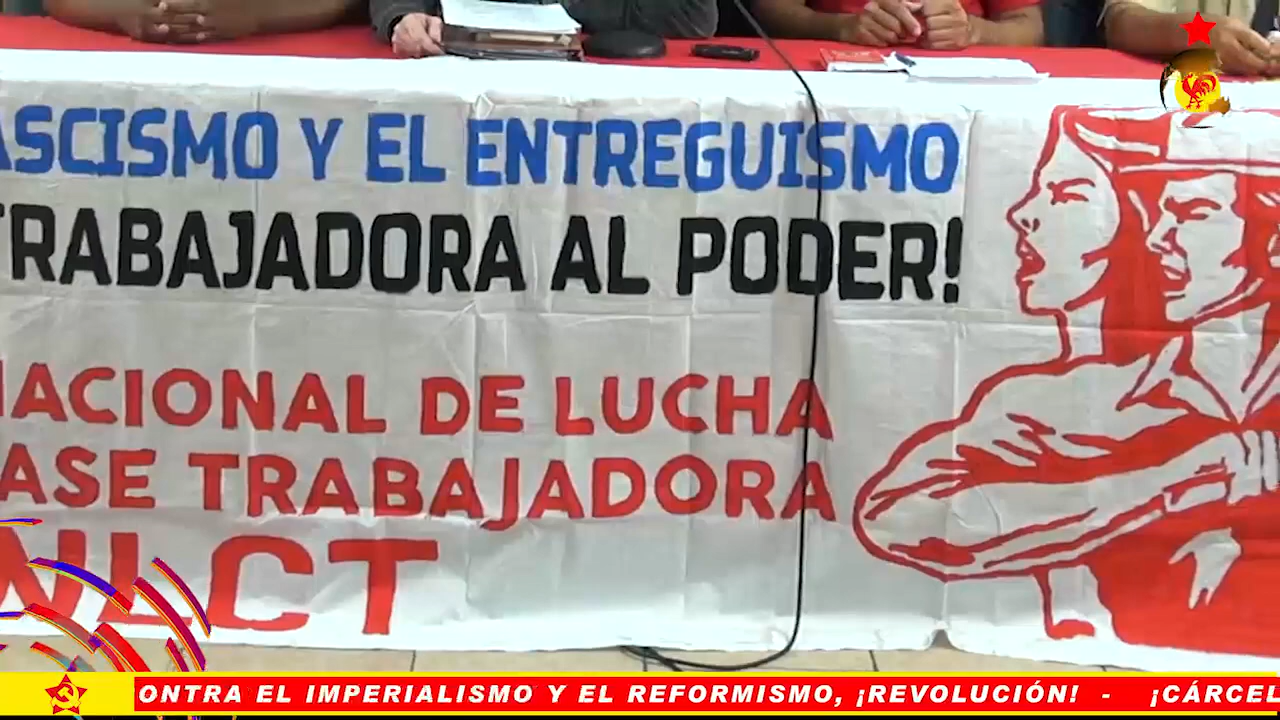 ASCISMO Y EL ENTREGUISMO
TRABAJADORA AL PODER!
NACIONAL DE LUCHA
ASE TRABAJADORA
NLCT
ONTRA EL IMPERIALISMO Y EL REFORMISMO, ¡REVOLUCIÓN! - ¡CÁRCEL